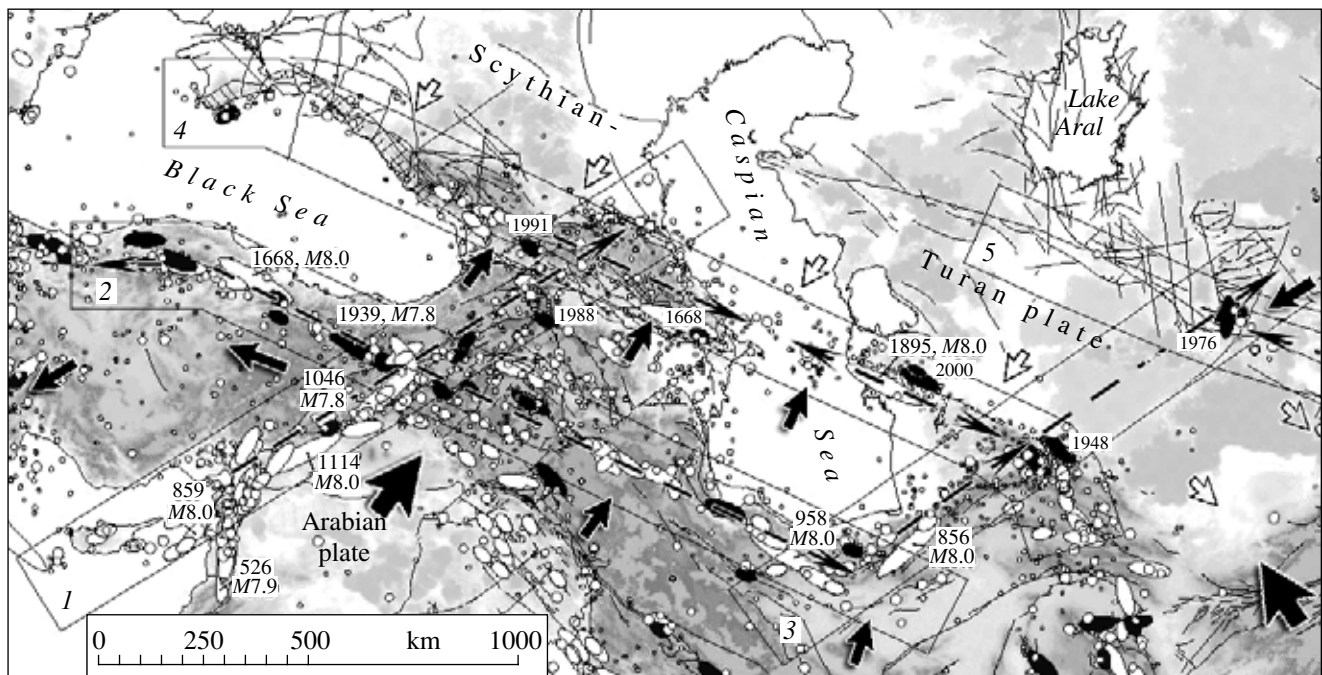 Scythian-
Turan plate
Caspian
Sea
Lake
Aral
Black Sea
4
5
1991
1668, M8.0
2
1939, M7.8
1988
1668
1895, M8.0
2000
1976
1046
M7.8
1948
1114
M8.0
859
M8.0
Arabian
plate
958
M8.0
856
M8.0
526
M7.9
1
3
0 250 500 km 1000